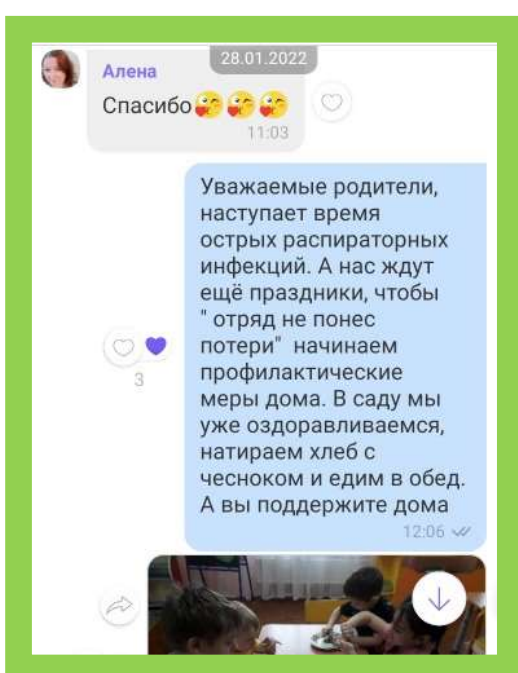 28.01.2022
Алена
Спасибо😘😘😘
11:03
Уважаемые родители,
наступает время
острых распираторных
инфекций. А нас ждут
ещё праздники, чтобы
" отряд не понес
потери" начинаем
профилактические
меры дома. В саду мы
уже оздоравливаемся,
натираем хлеб с
чесноком и едим в обед.
А вы поддержите дома
12:06
3